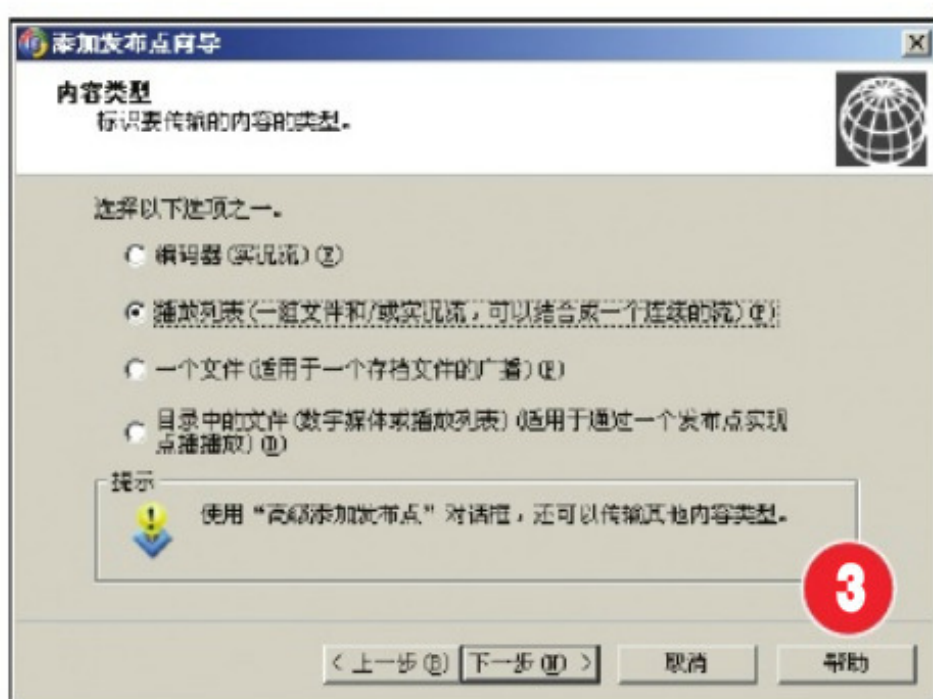 添加发布点向导
内容类型
标识要传输的内容的类型。
选择以下选项之一。
编码器(实况流)(E)
播放列表(一组文件和/或实况流，可以结合成一个连续的流)(P)
一个文件(适用于一个存档文件的广播)(F)
目录中的文件(数字媒体或播放列表)(适用于通过一个发布点实现
点播播放)(D)
提示
使用“高级添加发布点”对话框，还可以传输其他内容类型。
3
< 上一步(B) 下一步(N) > 取消 帮助